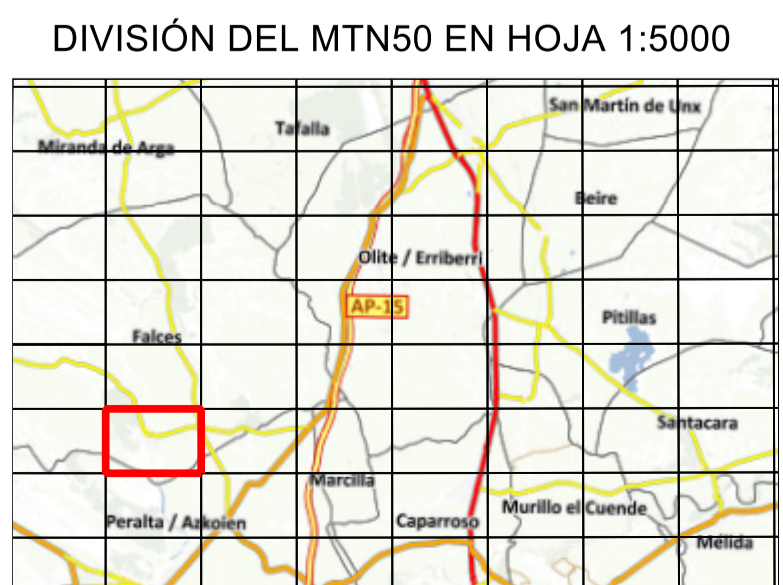 DIVISIÓN DEL MTN50 EN HOJA 1:5000
San Martín de Unx
Tafalla
Miranda de Arga
Beire
Olite / Erriberri
AP-15
Pitillas
Falces
Santacara
Marcilla
Murillo el Cuende
Peralta / Azkoien
Caparroso
Mélida